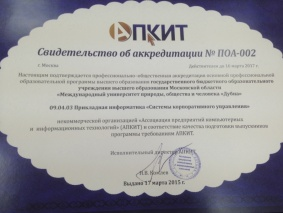 АПКИТ
Свидетельство об аккредитации № ПОА-002
г. Москва Действительно до 16 марта 2017 г.
Настоящим подтверждается профессионально-общественная аккредитация основной профессиональной
образовательной программы высшего образования государственного бюджетного образовательного
учреждения высшего образования Московской области
«Международный университет природы, общества и человека «Дубна»
09.04.03 Прикладная информатика «Системы корпоративного управления»
некоммерческой организацией «Ассоциация предприятий компьютерных
и информационных технологий» (АПКИТ) и соответствие качества подготовки выпускников
программы требованиям АПКИТ.
Исполнительный директор АПКИТ
Выдано 17 марта 2015 г.